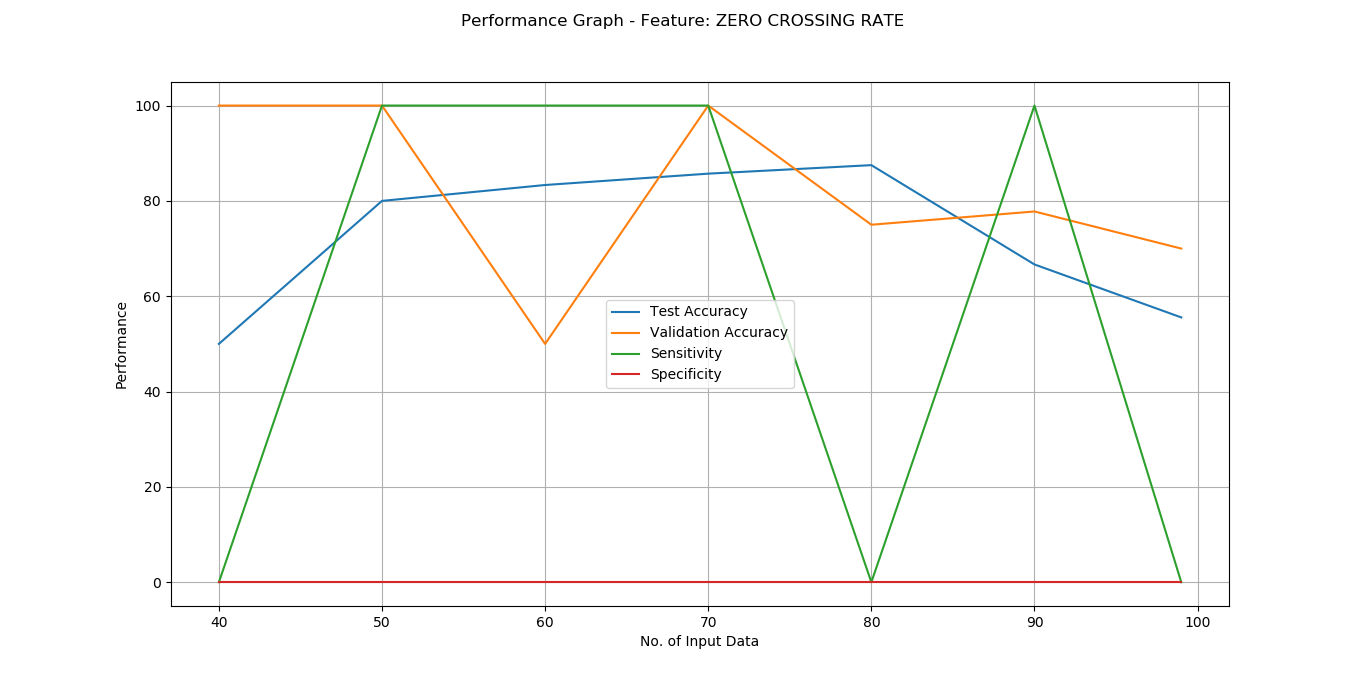 Performance Graph - Feature: ZERO CROSSING RATE
100
80
60
40
20
0
Performance
Test Accuracy
Validation Accuracy
Sensitivity
Specificity
40 50 60 70 80 90 100
No. of Input Data